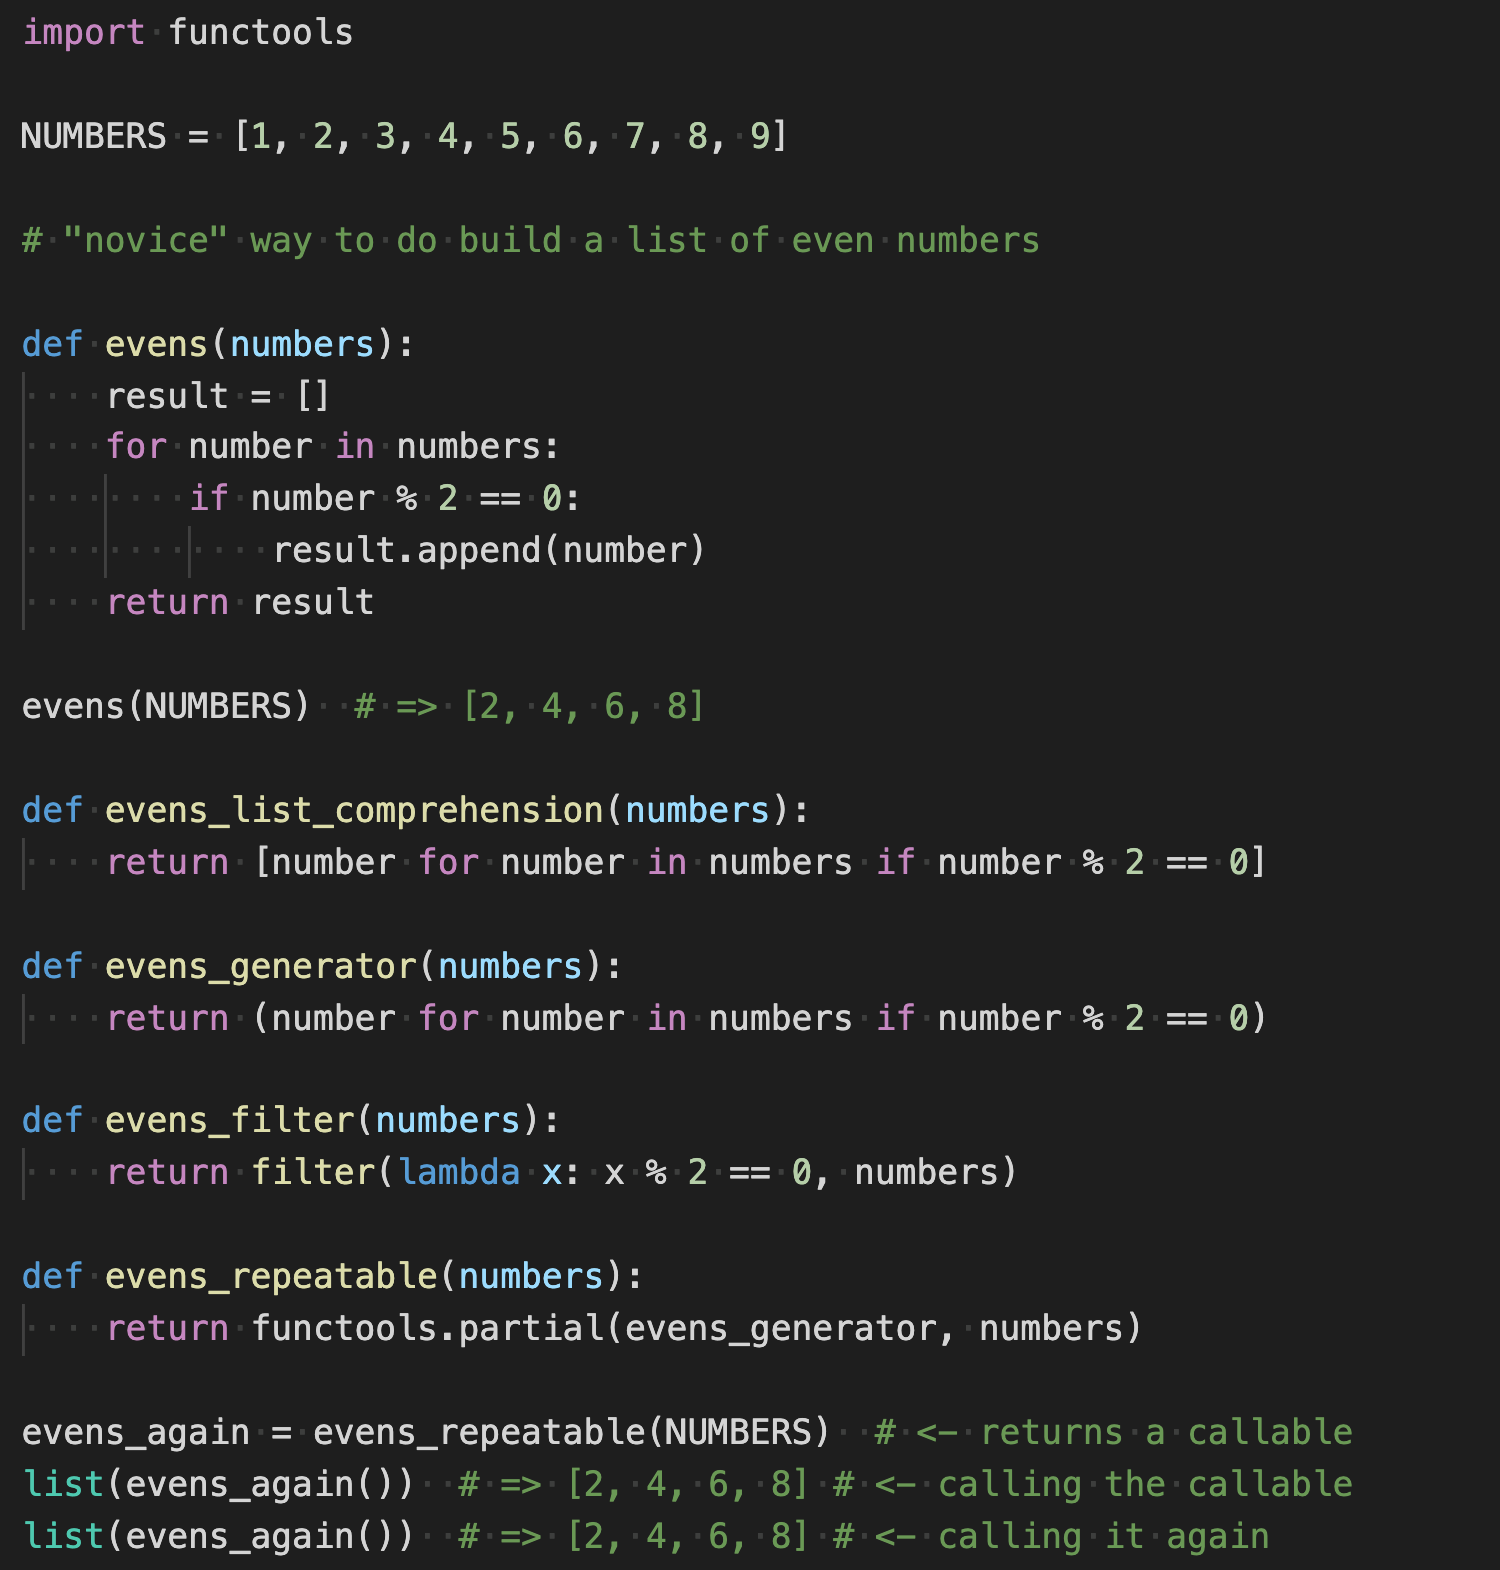 import functools

NUMBERS = [1, 2, 3, 4, 5, 6, 7, 8, 9]

# "novice" way to do build a list of even numbers

def evens(numbers):
    result = []
    for number in numbers:
        if number % 2 == 0:
            result.append(number)
    return result

evens(NUMBERS)  # => [2, 4, 6, 8]

def evens_list_comprehension(numbers):
    return [number for number in numbers if number % 2 == 0]

def evens_generator(numbers):
    return (number for number in numbers if number % 2 == 0)

def evens_filter(numbers):
    return filter(lambda x: x % 2 == 0, numbers)

def evens_repeatable(numbers):
    return functools.partial(evens_generator, numbers)

evens_again = evens_repeatable(NUMBERS)  # <- returns a callable
list(evens_again())  # => [2, 4, 6, 8] # <- calling the callable
list(evens_again())  # => [2, 4, 6, 8] # <- calling it again